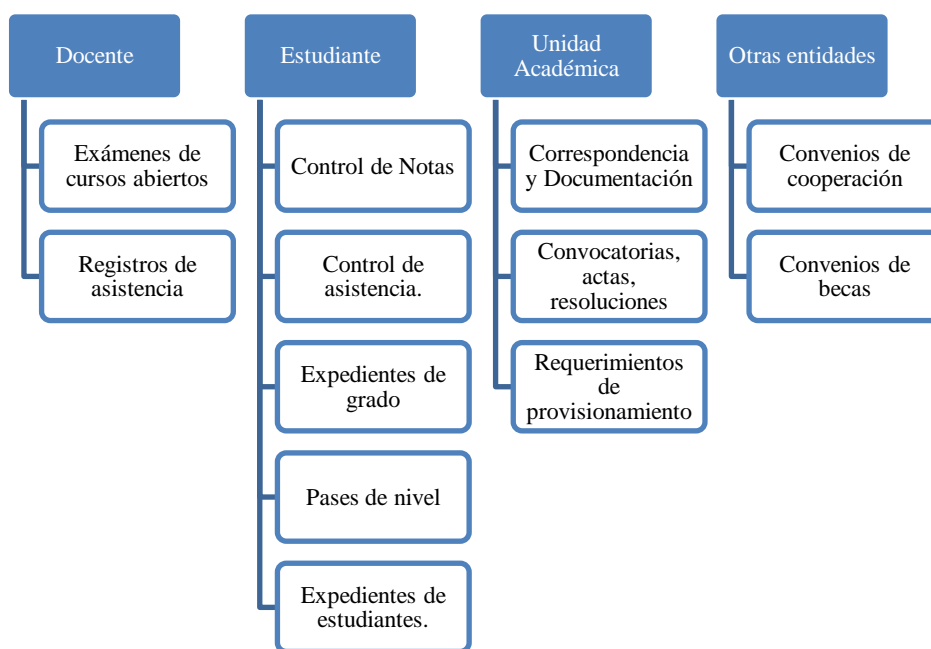 Docente
Exámenes de
cursos abiertos
Registros de
asistencia
Estudiante
Control de Notas
Control de
asistencia.
Expedientes de
grado
Pases de nivel
Expedientes de
estudiantes.
Unidad
Académica
Correspondencia
y Documentación
Convocatorias,
actas,
resoluciones
Requerimientos
de
provisionamiento
Otras entidades
Convenios de
cooperación
Convenios de
becas